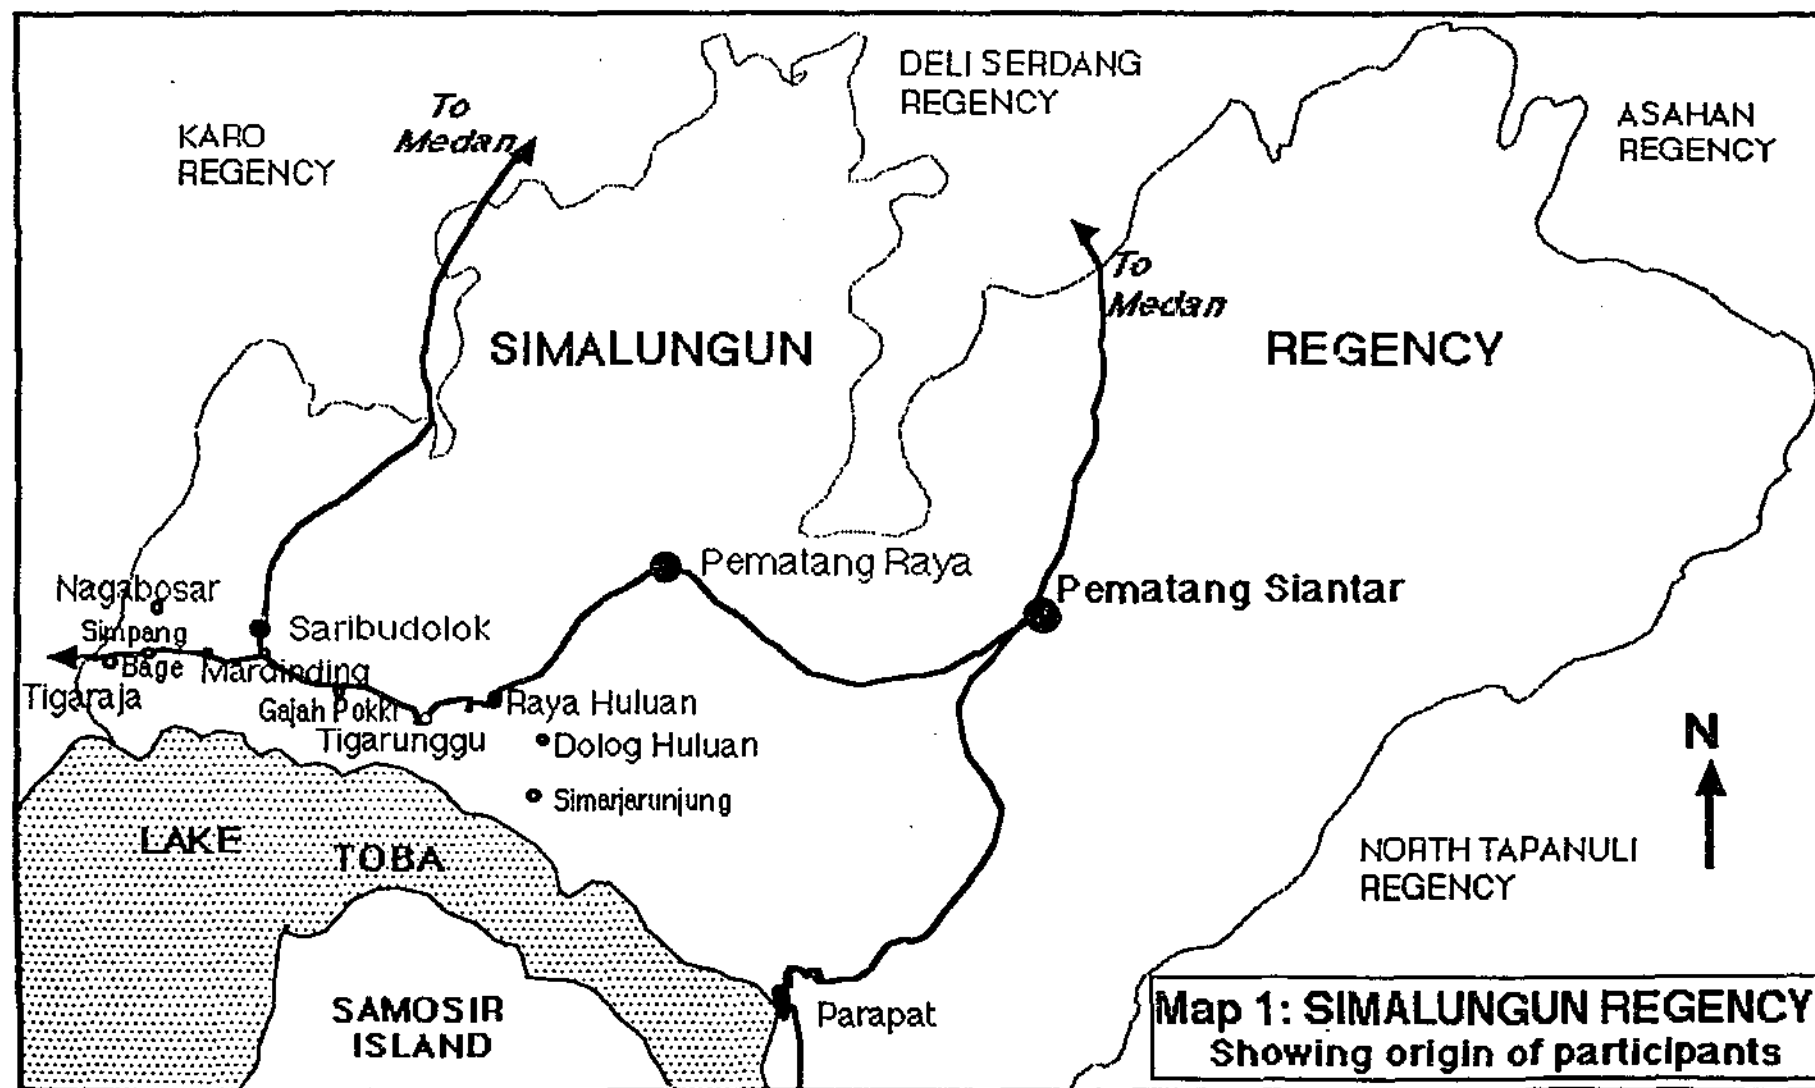 DELI SERDANG
REGENCY
To
Medan
KARO
REGENCY
ASAHAN
REGENCY
To
Medan
SIMALUNGUN
REGENCY
Pematang Raya
Nagabosar
Pematang Siantar
Simpang
Bage
Saribudolok
Mardinding
Tigaraja
Gajah Pokki
Raya Huluan
Tigarunggu
Dolog Huluan
Simarjarunjung
N
LAKE
TOBA
NORTH TAPANULI
REGENCY
SAMOSIR
ISLAND
Parapat
Map 1: SIMALUNGUN REGENCY
Showing origin of participants